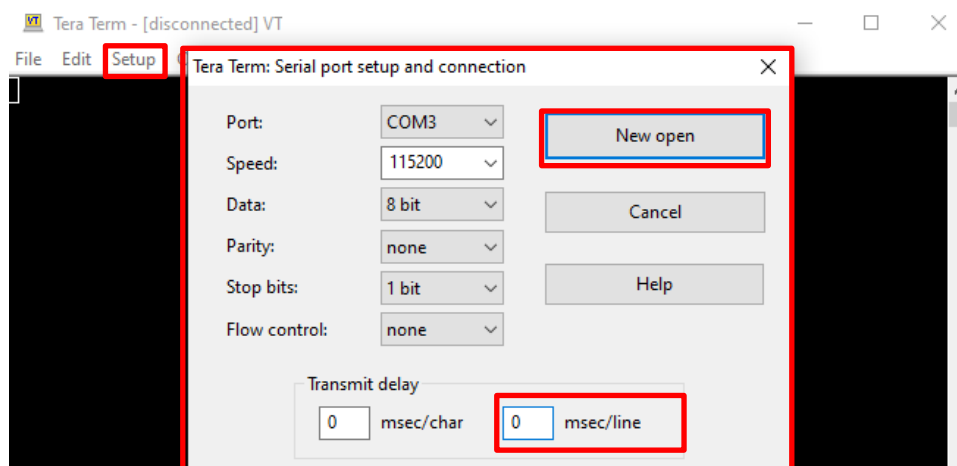 VT Tera Term - [disconnected] VT
File Edit Setup C
Tera Term: Serial port setup and connection
Port: COM3 New open
Speed: 115200
Data: 8 bit Cancel
Parity: none
Stop bits: 1 bit Help
Flow control: none
Transmit delay
0 msec/char 0 msec/line